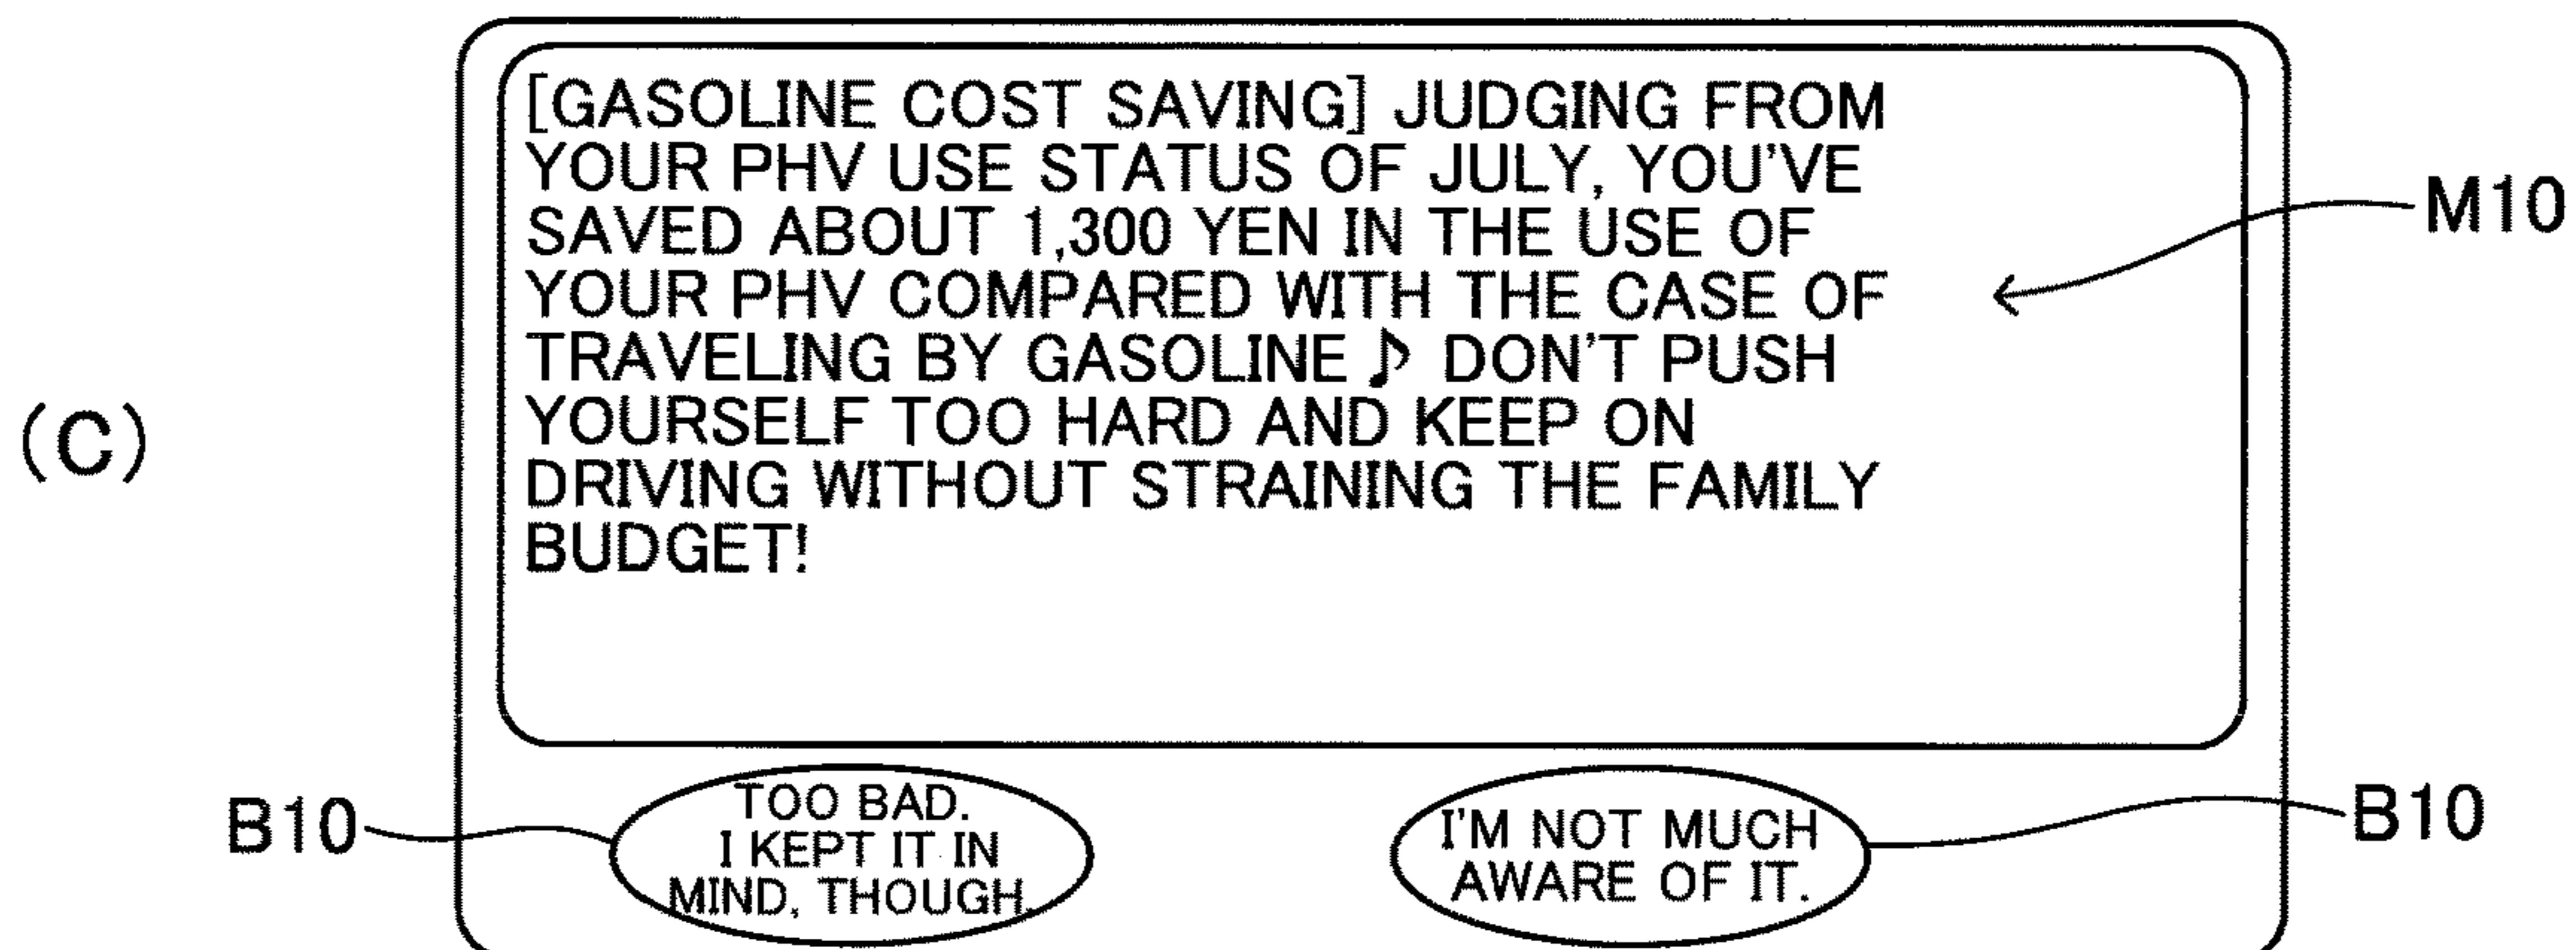 [GASOLINE COST SAVING] JUDGING FROM
YOUR PHV USE STATUS OF JULY, YOU'VE
SAVED ABOUT 1,300 YEN IN THE USE OF
YOUR PHV COMPARED WITH THE CASE OF
TRAVELING BY GASOLINE ♪ DON'T PUSH
YOURSELF TOO HARD AND KEEP ON
DRIVING WITHOUT STRAINING THE FAMILY
BUDGET!
M10
(C)
B10
TOO BAD.
I KEPT IT IN
MIND, THOUGH.
I'M NOT MUCH
AWARE OF IT.
B10